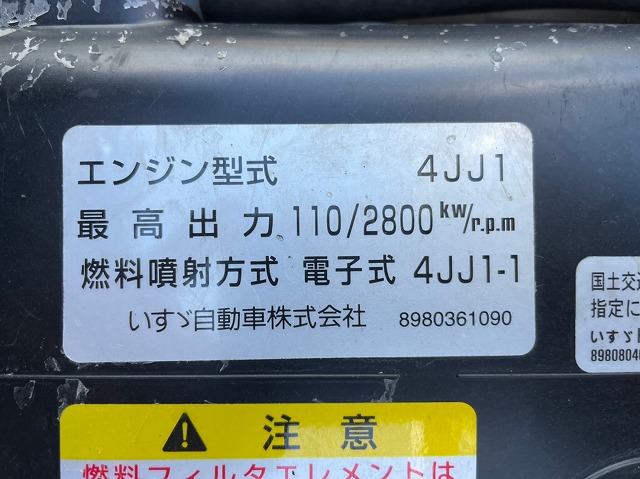 エンジン型式 4JJ1
最高出力 110/2800 kw/r.p.m
燃料噴射方式 電子式 4JJ1-1
いすゞ自動車株式会社 8980361090
国土交
指定に
いすゞ
8980804
⚠ 注意
燃料フィルタエレメントは